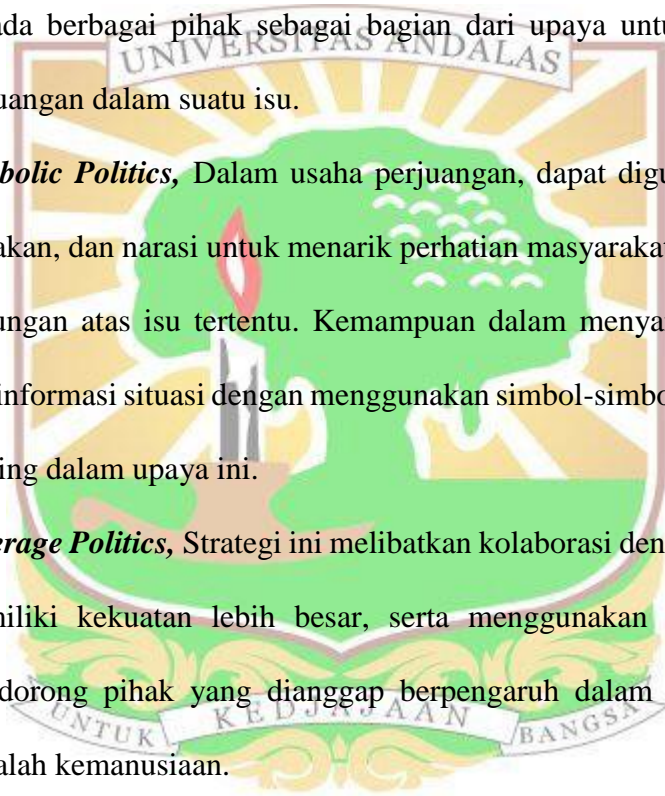 ada berbagai pihak sebagai bagian dari upaya untu
UNIVERSITAS ANDALAS
uangan dalam suatu isu.
bolic Politics, Dalam usaha perjuangan, dapat digu
akan, dan narasi untuk menarik perhatian masyarakat
ungan atas isu tertentu. Kemampuan dalam menya
informasi situasi dengan menggunakan simbol-simbo
ing dalam upaya ini.
erage Politics, Strategi ini melibatkan kolaborasi den
niliki kekuatan lebih besar, serta menggunakan
dorong pihak yang dianggap berpengaruh dalam
UNTUK KEDJAJAAN BANGSA
alah kemanusiaan.